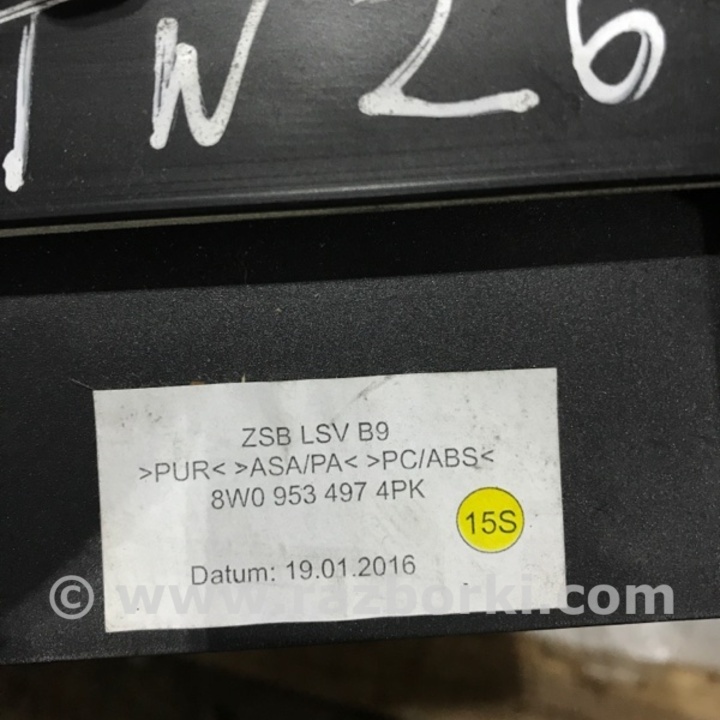 TN26
ZSB LSV B9
>PUR< >ASA/PA< >PC/ABS<
8W0 953 497 4PK
15S
Datum: 19.01.2016
© www.razborki.com